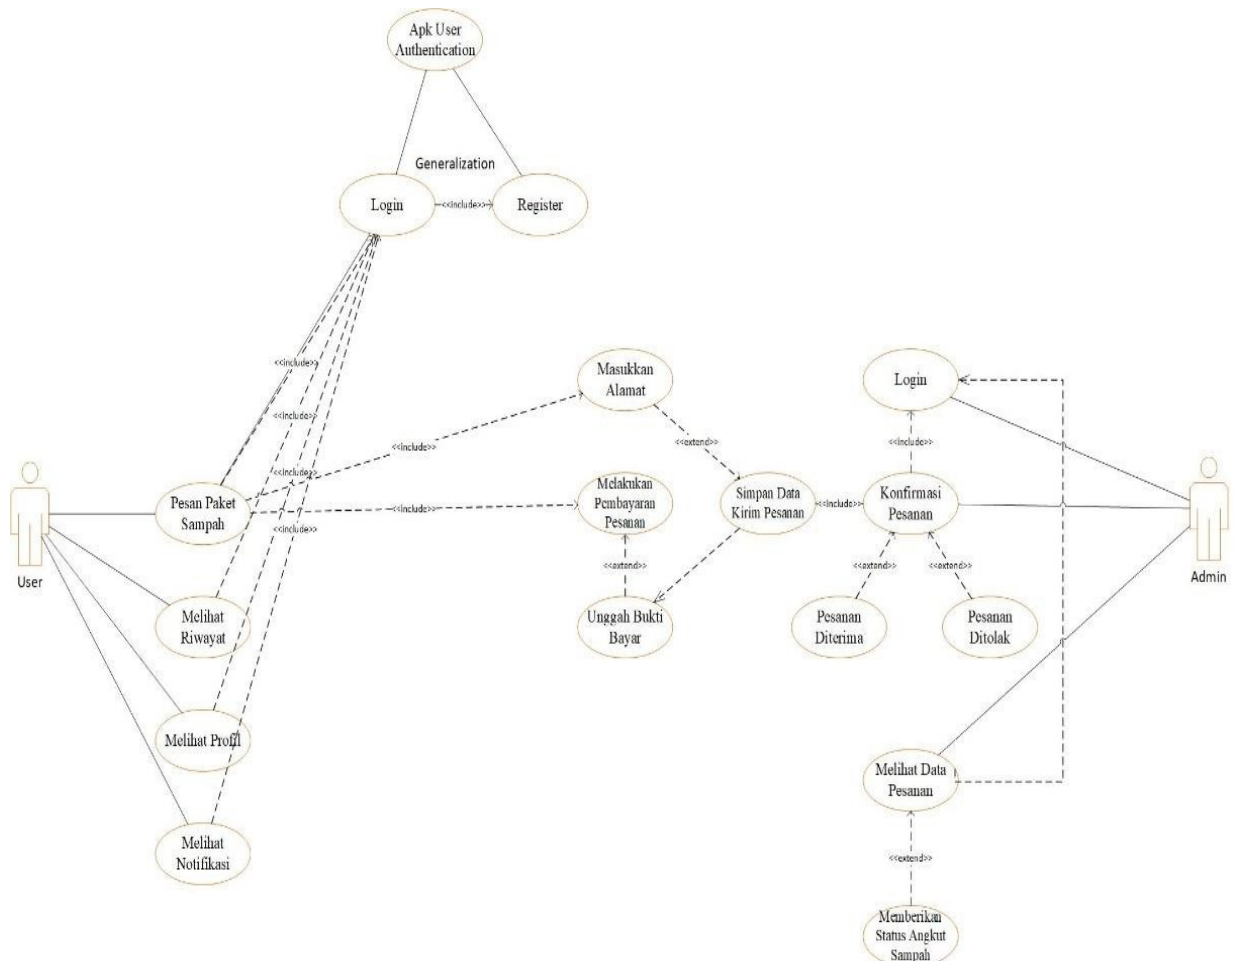 Apk User
Authentication
Generalization
Login
<<include>>
Register
<<include>>
<<include>>
<<include>>
<<include>>
Masukkan
Alamat
Login
<<include>>
<<extend>>
<<include>>
User
Pesan Paket
Sampah
<<include>>
Melakukan
Pembayaran
Pesanan
Simpan Data
Kirim Pesanan
<<include>>
Konfirmasi
Pesanan
Admin
<<extend>>
<<extend>>
<<extend>>
Melihat
Riwayat
Unggah Bukti
Bayar
Pesanan
Diterima
Pesanan
Ditolak
Melihat Profil
Melihat Data
Pesanan
Melihat
Notifikasi
<<extend>>
Memberikan
Status Angkut
Sampah